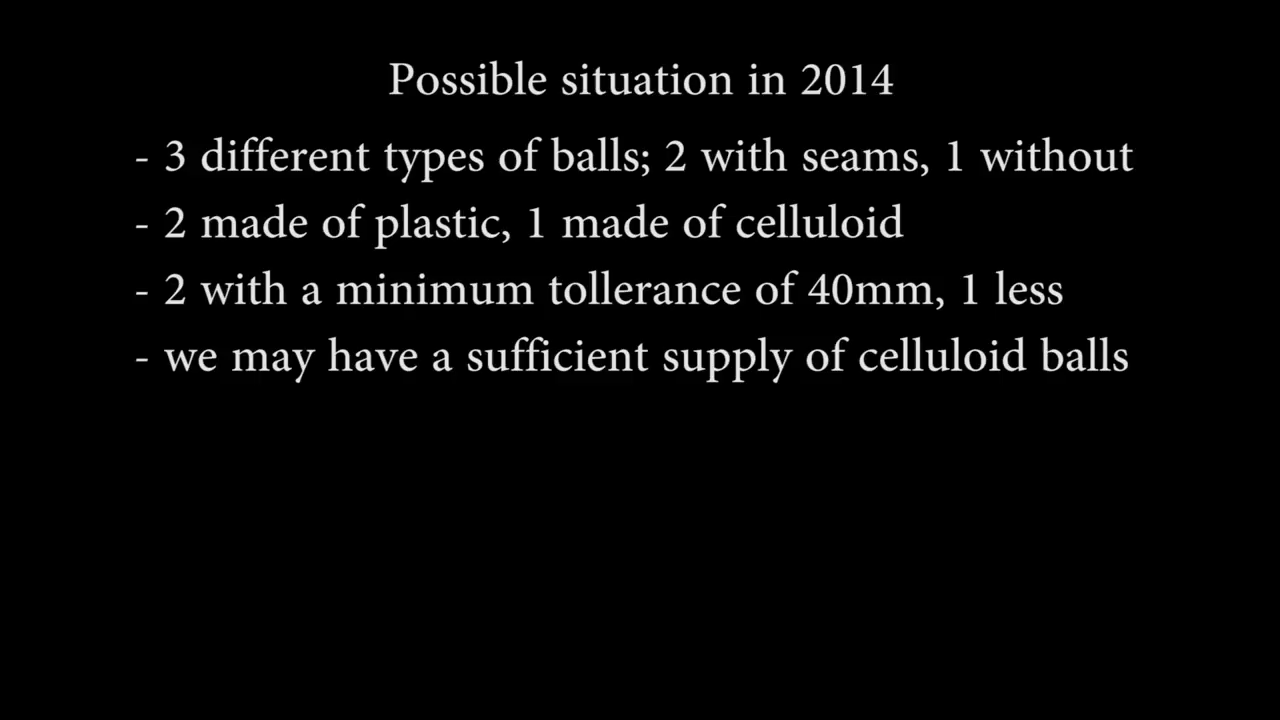 Possible situation in 2014
- 3 different types of balls; 2 with seams, 1 without
- 2 made of plastic, 1 made of celluloid
- 2 with a minimum tollerance of 40mm, 1 less
- we may have a sufficient supply of celluloid balls